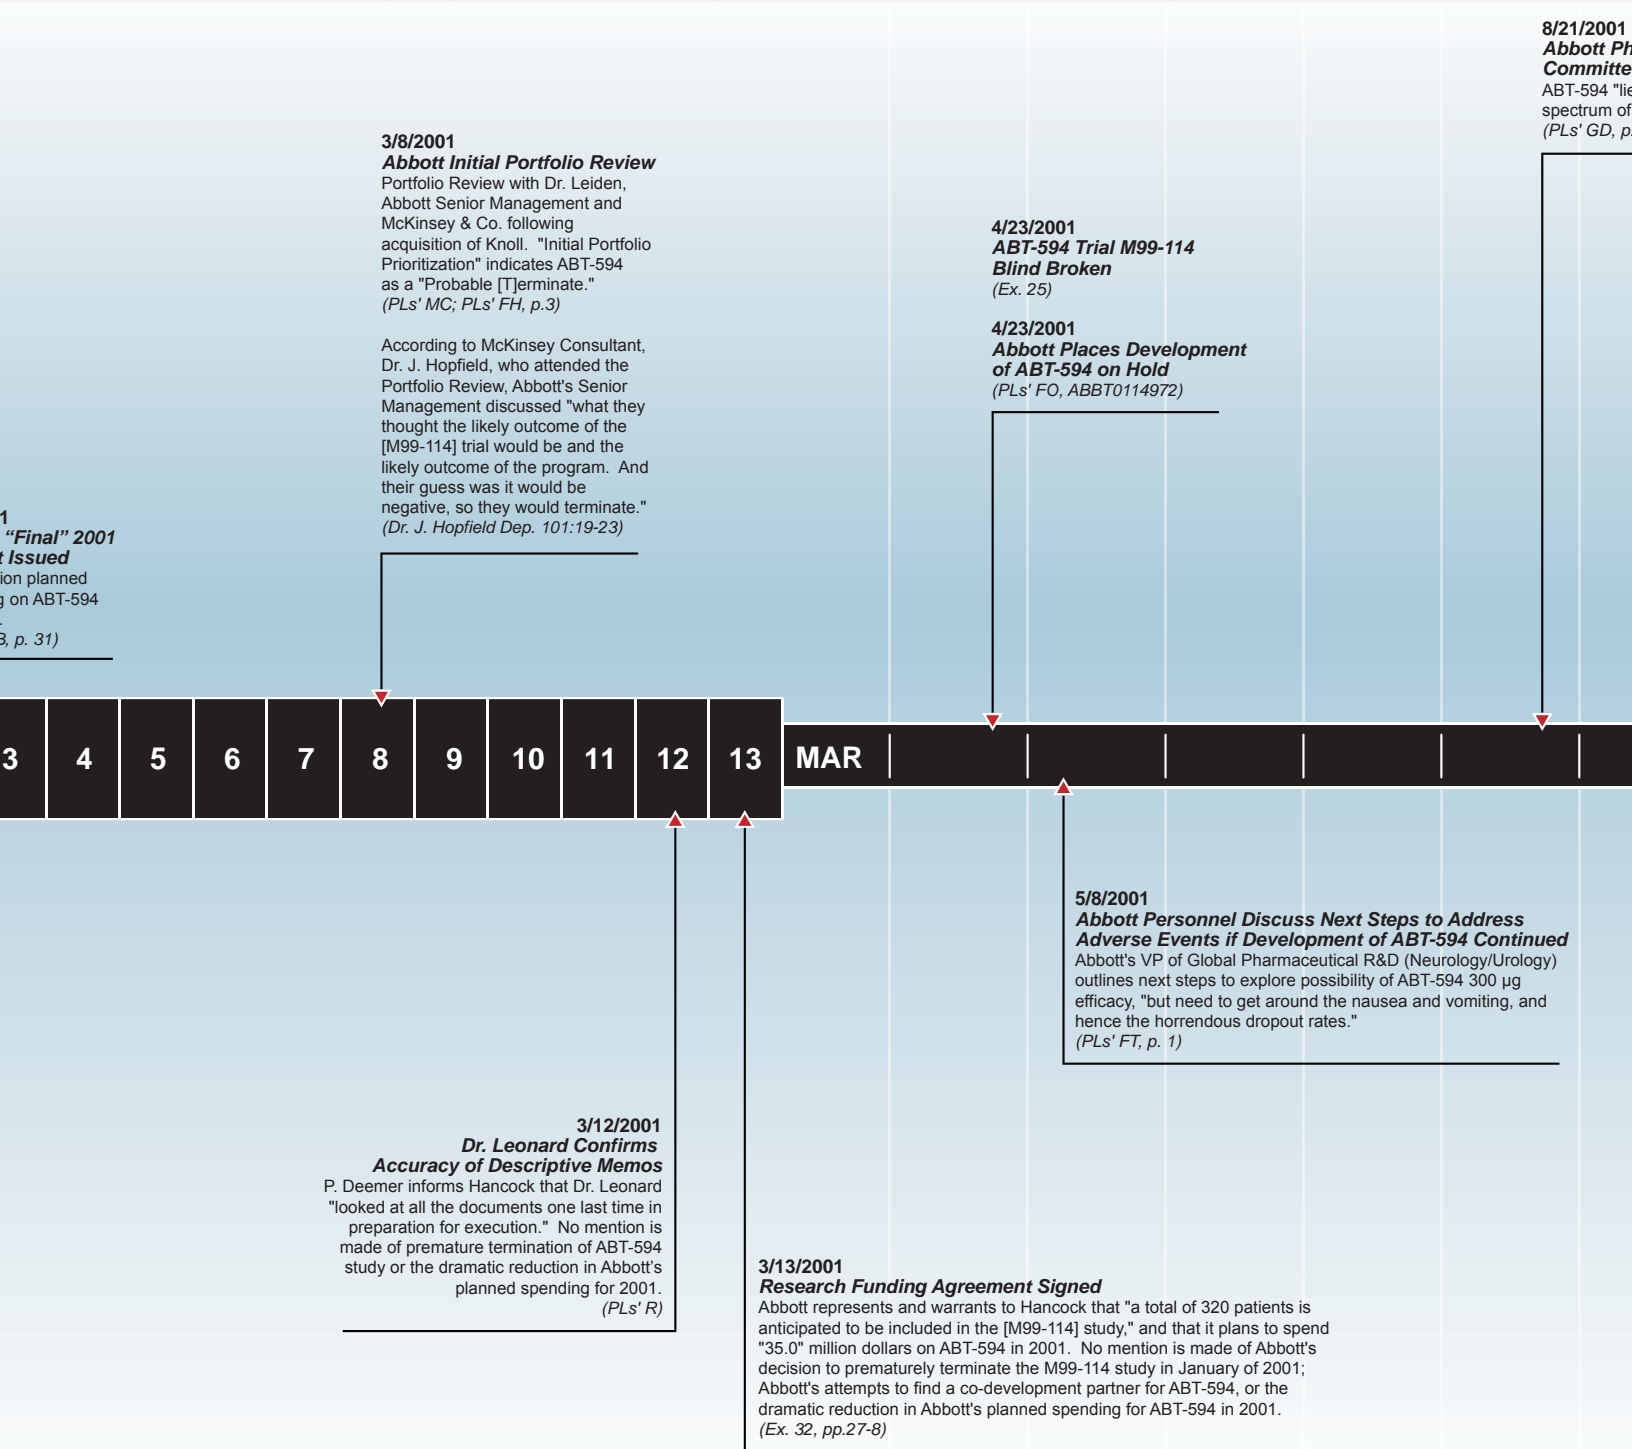 8/21/2001
Abbott
Committe
ABT-594
spectrum of
(PLs' GD, p.
3/8/2001
Abbott Initial Portfolio Review
Portfolio Review with Dr. Leiden,
Abbott Senior Management and
McKinsey & Co. following
acquisition of Knoll.  "Initial Portfolio
Prioritization" indicates ABT-594
as a "Probable [T]erminate."
(PLs' MC; PLs' FH, p.3)
According to McKinsey Consultant,
Dr. J. Hopfield, who attended the
Portfolio Review, Abbott's Senior
Management discussed "what they
thought the likely outcome of the
[M99-114] trial would be and the
likely outcome of the program.  And
their guess was it would be
negative, so they would terminate."
(Dr. J. Hopfield Dep. 101:19-23)
4/23/2001
ABT-594 Trial M99-114
Blind Broken
(Ex. 25)
4/23/2001
Abbott Places Development
of ABT-594 on Hold
(PLs' FO, ABBT0114972)
1
“Final” 2001
t Issued
ion planned
g on ABT-594
.
, p. 31)
3 4 5 6 7 8 9 10 11 12 13 MAR
5/8/2001
Abbott Personnel Discuss Next Steps to Address
Adverse Events if Development of ABT-594 Continued
Abbott's VP of Global Pharmaceutical R&D (Neurology/Urology)
outlines next steps to explore possibility of ABT-594 300 µg
efficacy, "but need to get around the nausea and vomiting, and
hence the horrendous dropout rates."
(PLs' FT, p. 1)
3/12/2001
Dr. Leonard Confirms
Accuracy of Descriptive Memos
P. Deemer informs Hancock that Dr. Leonard
"looked at all the documents one last time in
preparation for execution."  No mention is
made of premature termination of ABT-594
study or the dramatic reduction in Abbott’s
planned spending for 2001.
(PLs' R)
3/13/2001
Research Funding Agreement Signed
Abbott represents and warrants to Hancock that "a total of 320 patients is
anticipated to be included in the [M99-114] study," and that it plans to spend
"35.0" million dollars on ABT-594 in 2001.  No mention is made of Abbott's
decision to prematurely terminate the M99-114 study in January of 2001;
Abbott's attempts to find a co-development partner for ABT-594, or the
dramatic reduction in Abbott's planned spending for ABT-594 in 2001.
(Ex. 32, pp.27-8)